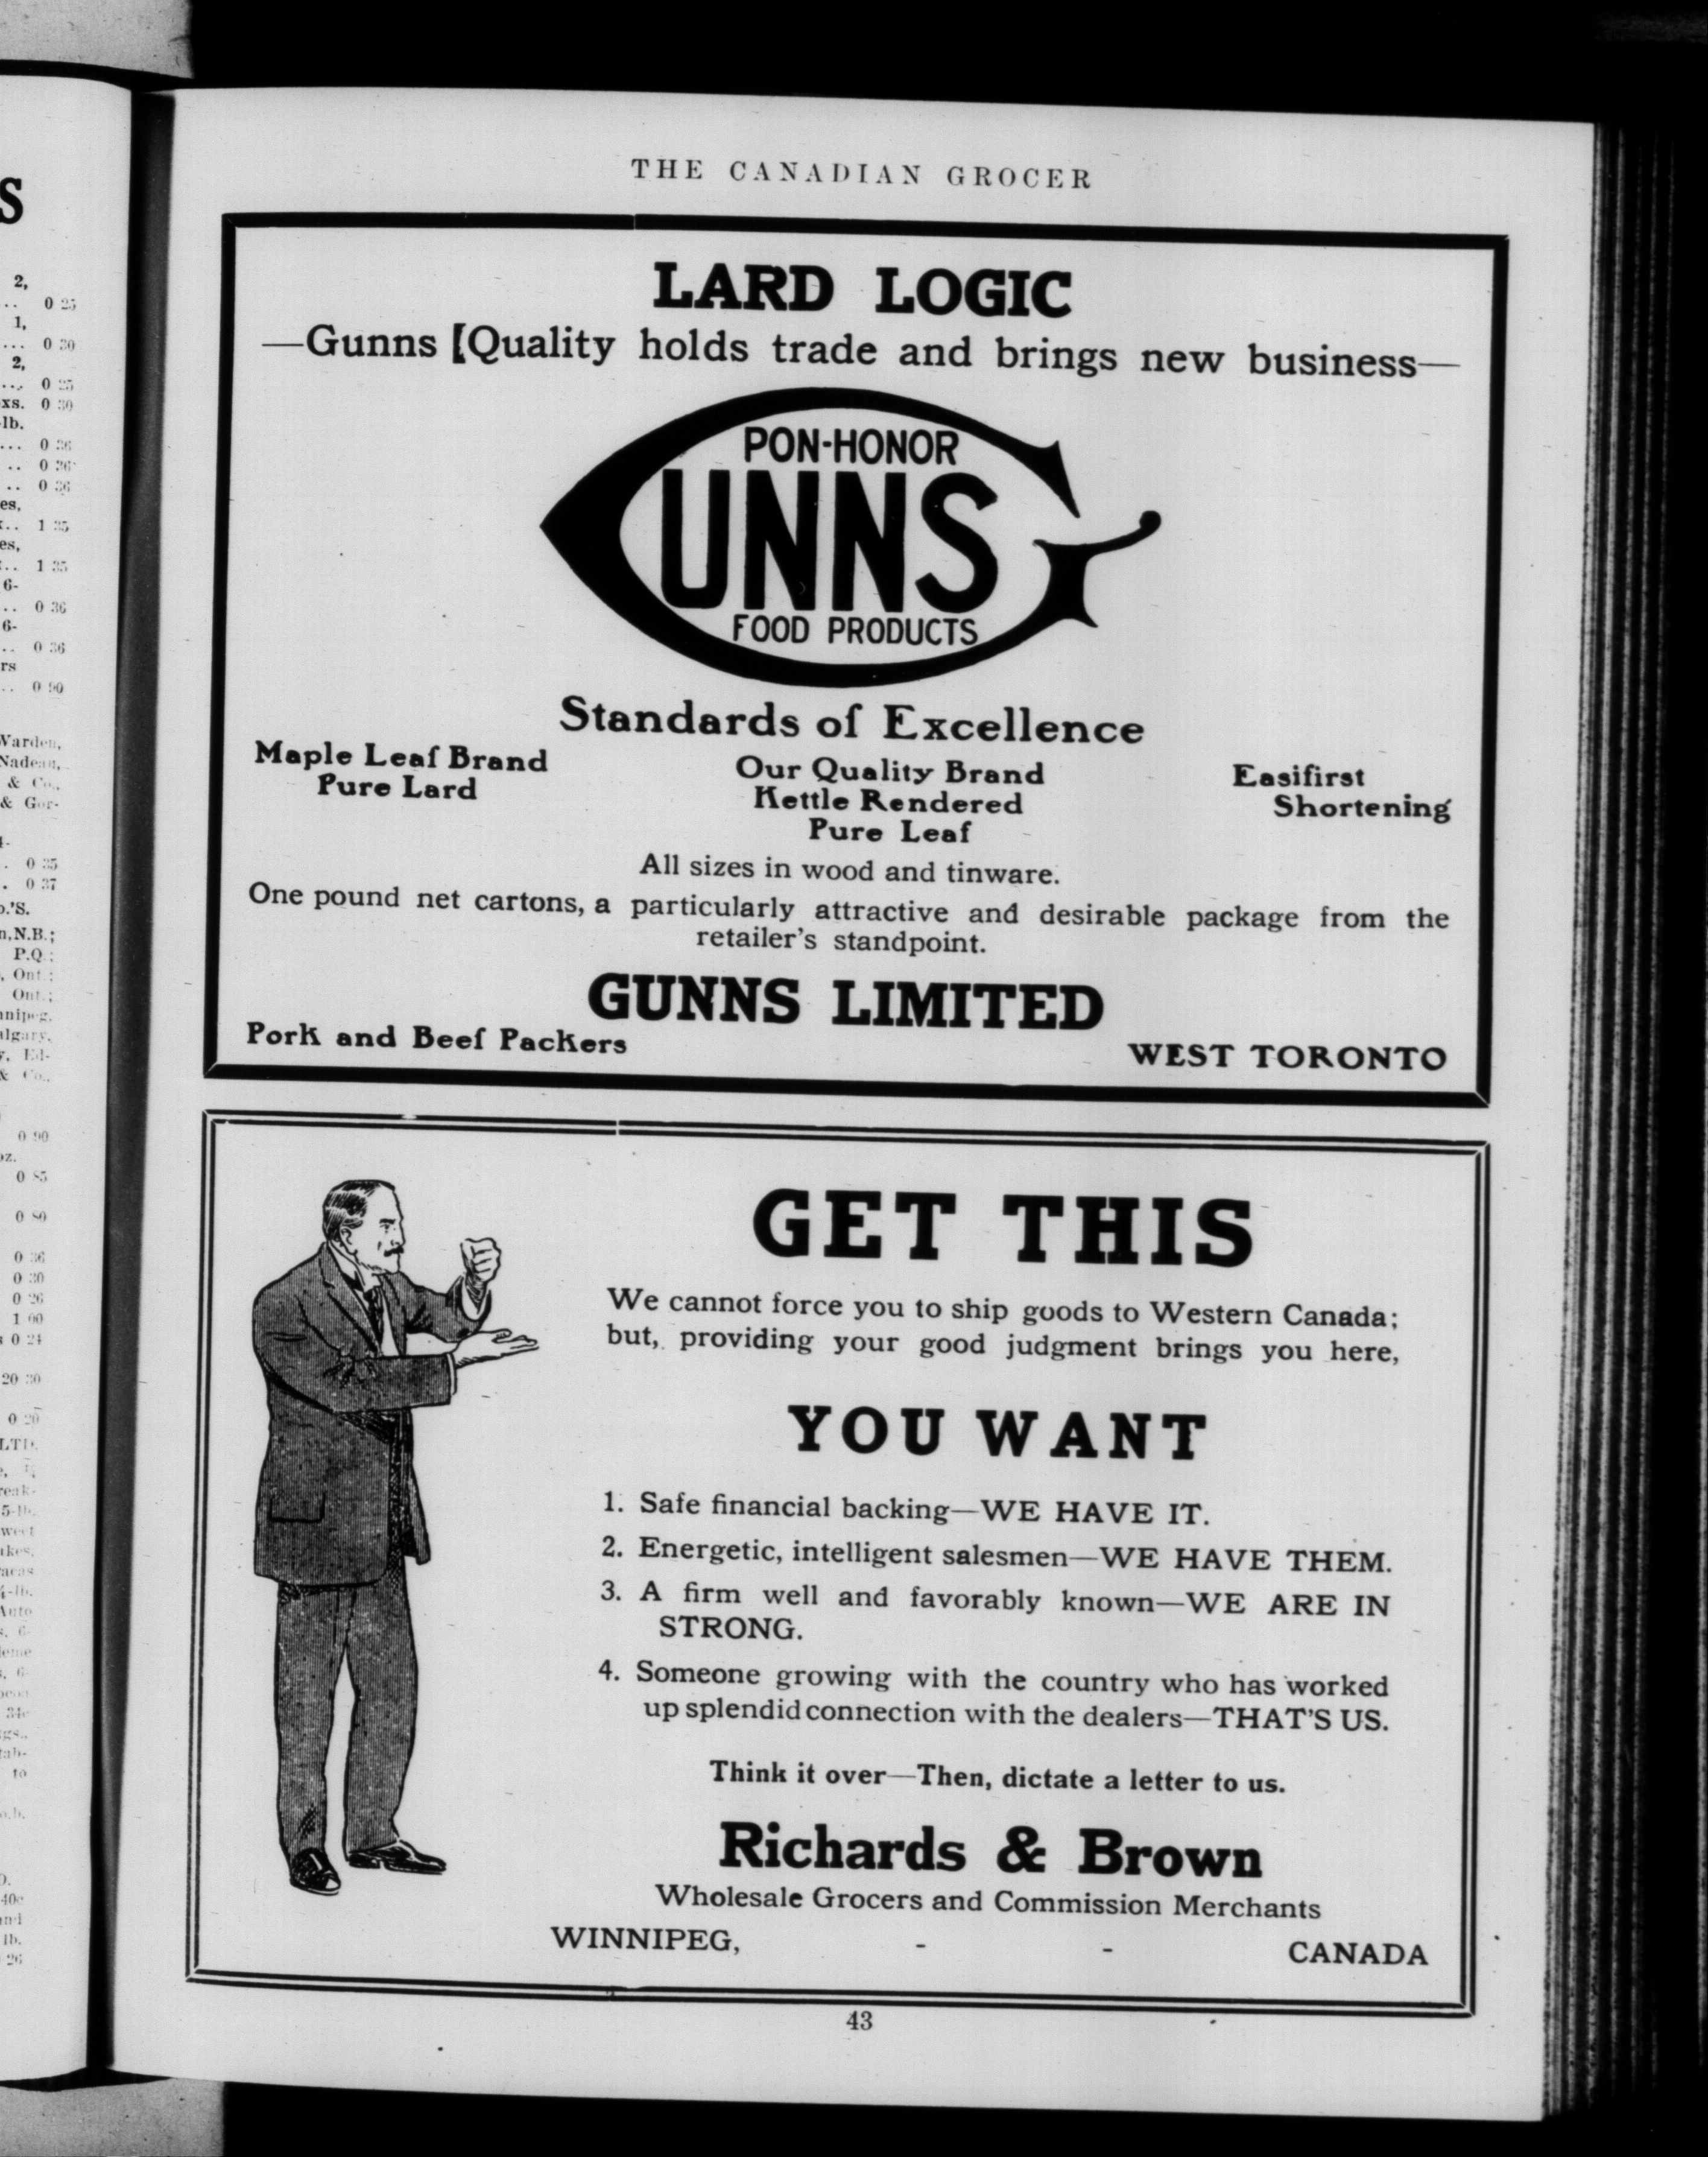 THE CANADIAN GROCER
LARD LOGIC
—Gunns [Quality holds trade and brings new business—
PON-HONOR
GUNNS
FOOD PRODUCTS
Standards of Excellence
Maple Leaf Brand
Pure Lard
Our Quality Brand
Kettle Rendered
Pure Leaf
Easifirst
Shortening
All sizes in wood and tinware.
One pound net cartons, a particularly attractive and desirable package from the
retailer's standpoint.
GUNNS LIMITED
Pork and Beef Packers
WEST TORONTO
GET THIS
We cannot force you to ship goods to Western Canada;
but, providing your good judgment brings you here,
YOU WANT
1. Safe financial backing—WE HAVE IT.
2. Energetic, intelligent salesmen—WE HAVE THEM.
3. A firm well and favorably known—WE ARE IN
STRONG.
4. Someone growing with the country who has worked
up splendid connection with the dealers—THAT'S US.
Think it over—Then, dictate a letter to us.
Richards & Brown
Wholesale Grocers and Commission Merchants
WINNIPEG, - - CANADA
43